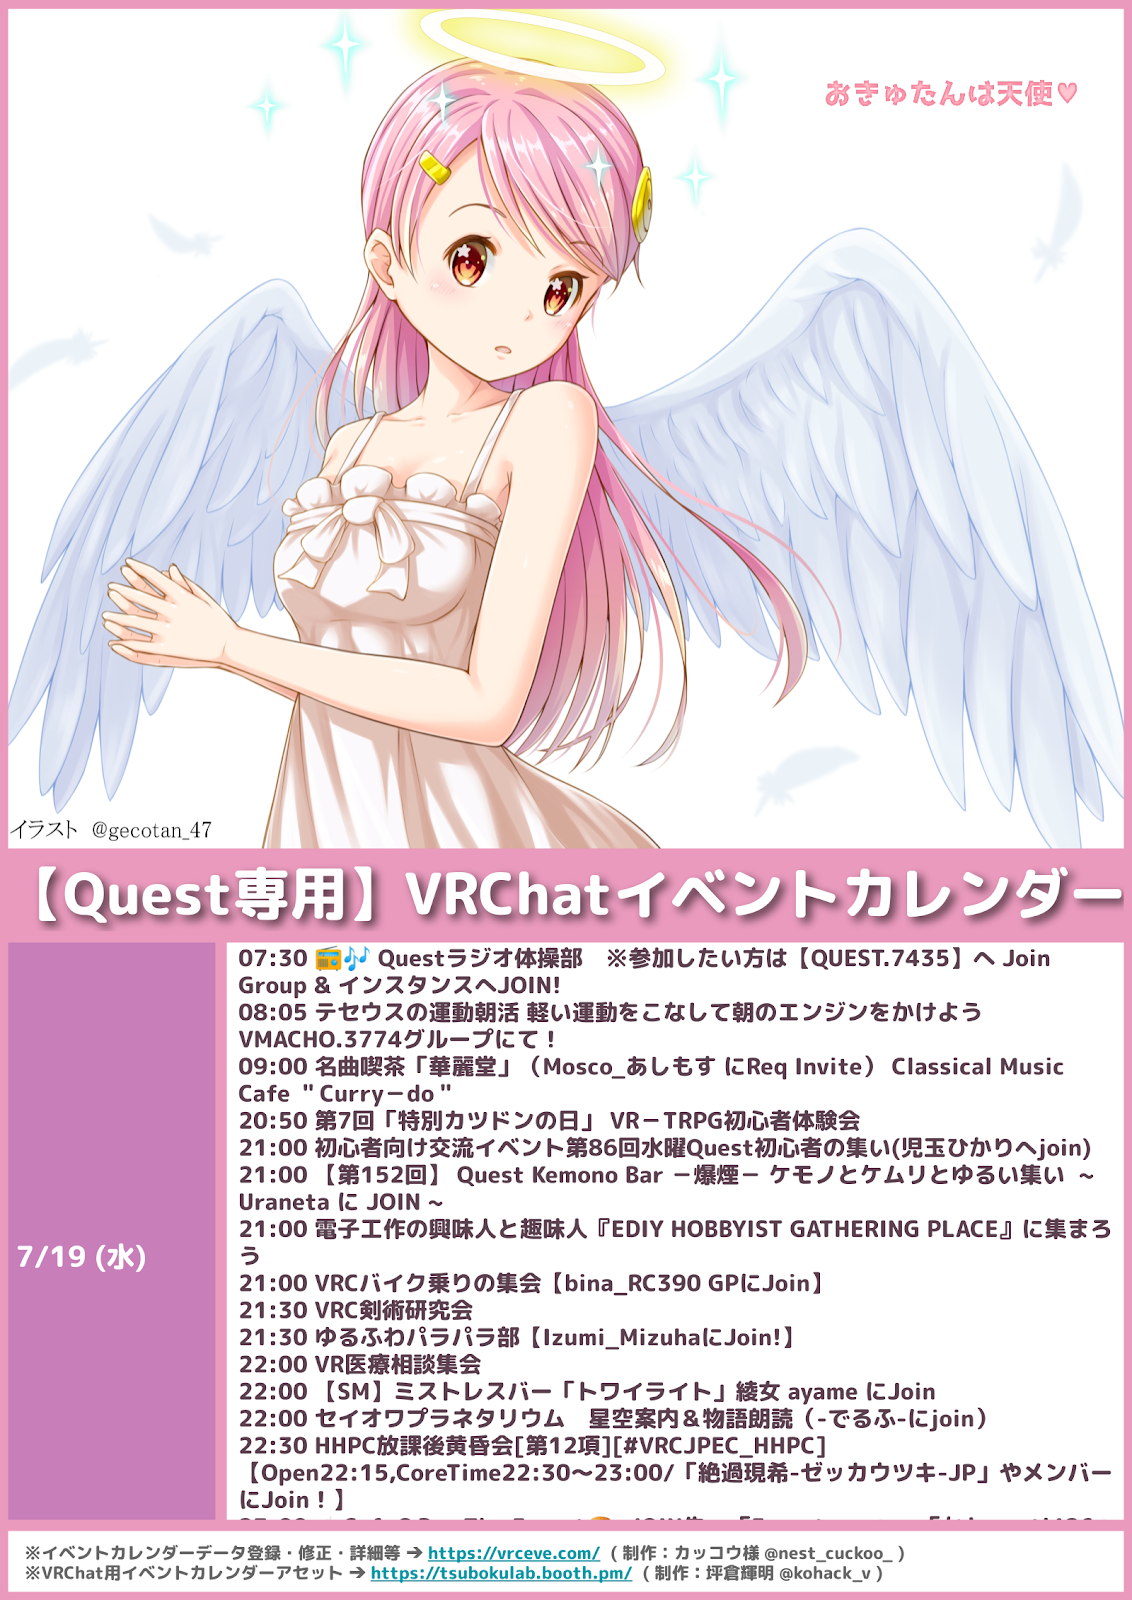 おきゅたんは天使♥
イラスト @gecotan_47
【Quest専用】VRChatイベントカレンダー
7/19 (水)
07:30 📻🎶 Questラジオ体操部　※参加したい方は【QUEST.7435】へ Join
Group & インスタンスへJOIN!
08:05 テセウスの運動朝活 軽い運動をこなして朝のエンジンをかけよう
VMACHO.3774グループにて！
09:00 名曲喫茶「華麗堂」（Mosco_あしもす にReq Invite） Classical Music
Cafe ＂Curry－do＂
20:50 第7回「特別カツドンの日」 VR－TRPG初心者体験会
21:00 初心者向け交流イベント第86回水曜Quest初心者の集い(児玉ひかりへjoin)
21:00 【第152回】 Quest Kemono Bar －爆煙－ ケモノとケムリとゆるい集い ～
Uraneta に JOIN ~
21:00 電子工作の興味人と趣味人『EDIY HOBBYIST GATHERING PLACE』に集まろ
う
21:00 VRCバイク乗りの集会【bina_RC390 GPにJoin】
21:30 VRC剣術研究会
21:30 ゆるふわパラパラ部【Izumi_MizuhaにJoin!】
22:00 VR医療相談集会
22:00 【SM】ミストレスバー「トワイライト」綾女 ayame にJoin
22:00 セイオワプラネタリウム　星空案内＆物語朗読（-でるふ-にjoin）
22:30 HHPC放課後黄昏会[第12項][#VRCJPEC_HHPC]
【Open22:15,CoreTime22:30～23:00/「絶過現希-ゼッカウツキ-JP」やメンバー
にJoin！】
※イベントカレンダーデータ登録・修正・詳細等 ➔ https://vrceve.com/ （ 制作：カッコウ様 @nest_cuckoo_ ）
※VRChat用イベントカレンダーアセット ➔ https://tsubokulab.booth.pm/ （ 制作：坪倉輝明 @kohack_v ）